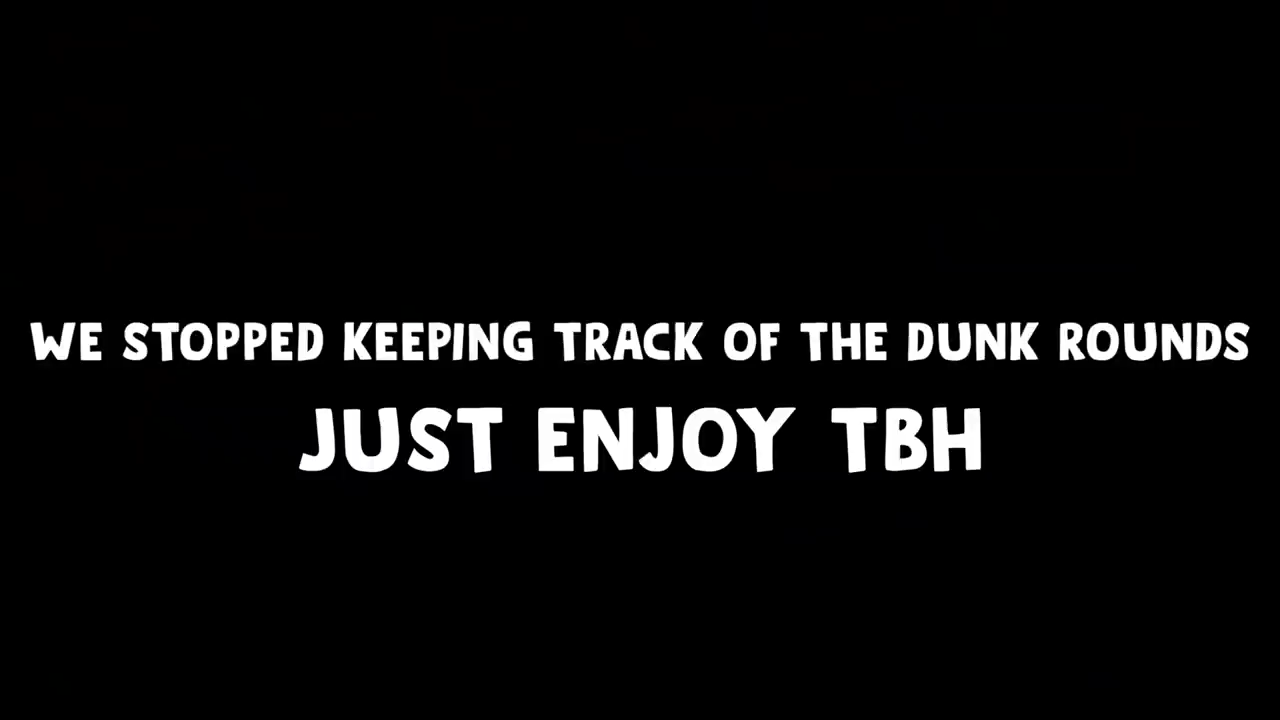 WE STOPPED KEEPING TRACK OF THE DUNK ROUNDS
JUST ENJOY TBH